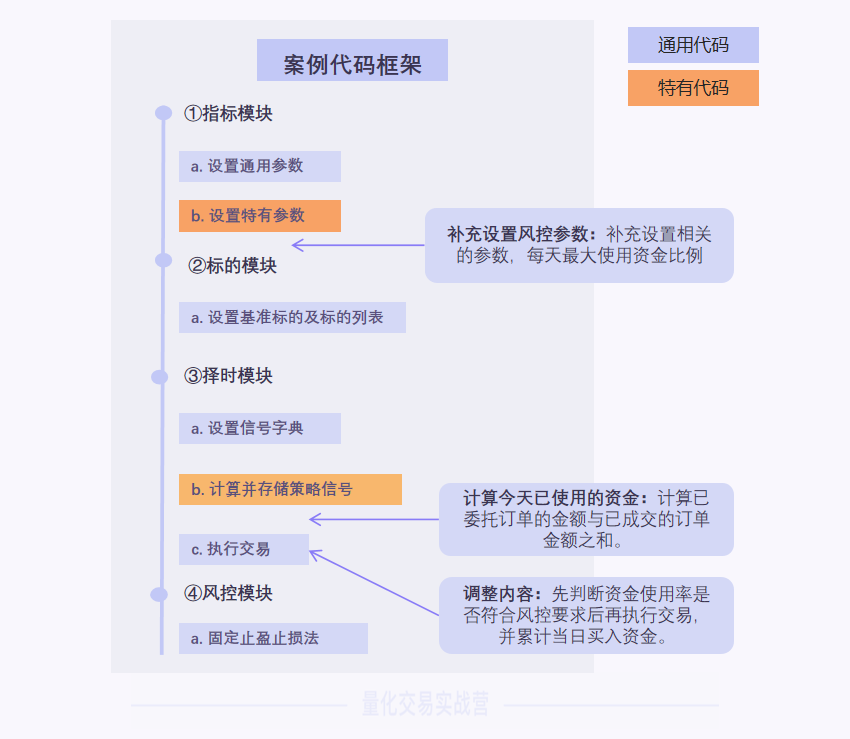 案例代码框架
通用代码
特有代码
①指标模块
a. 设置通用参数
b. 设置特有参数
补充设置风控参数：补充设置相关
的参数，每天最大使用资金比例
②标的模块
a. 设置基准标的及标的列表
③择时模块
a. 设置信号字典
b. 计算并存储策略信号
计算今天已使用的资金：计算已
委托订单的金额与已成交的订单
金额之和。
c. 执行交易
调整内容：先判断资金使用率是
否符合风控要求后再执行交易，
并累计当日买入资金。
④风控模块
a. 固定止盈止损法
量化交易实战营